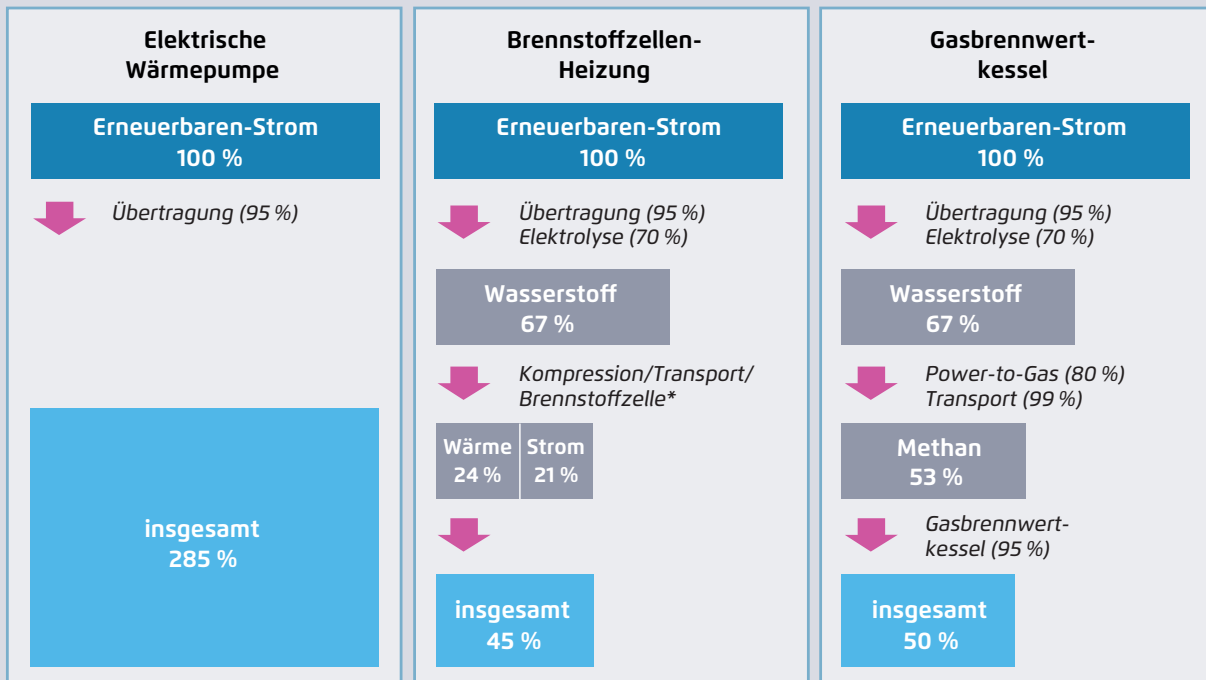 Elektrische
Wärmepumpe
Erneuerbaren-Strom
100 %
Übertragung (95 %)
insgesamt
285 %
Brennstoffzellen-
Heizung
Erneuerbaren-Strom
100 %
Übertragung (95 %)
Elektrolyse (70 %)
Wasserstoff
67 %
Kompression/Transport/
Brennstoffzelle*
Wärme
24 %
Strom
21 %
insgesamt
45 %
Gasbrennwert-
kessel
Erneuerbaren-Strom
100 %
Übertragung (95 %)
Elektrolyse (70 %)
Wasserstoff
67 %
Power-to-Gas (80 %)
Transport (99 %)
Methan
53 %
Gasbrennwert-
kessel (95 %)
insgesamt
50 %